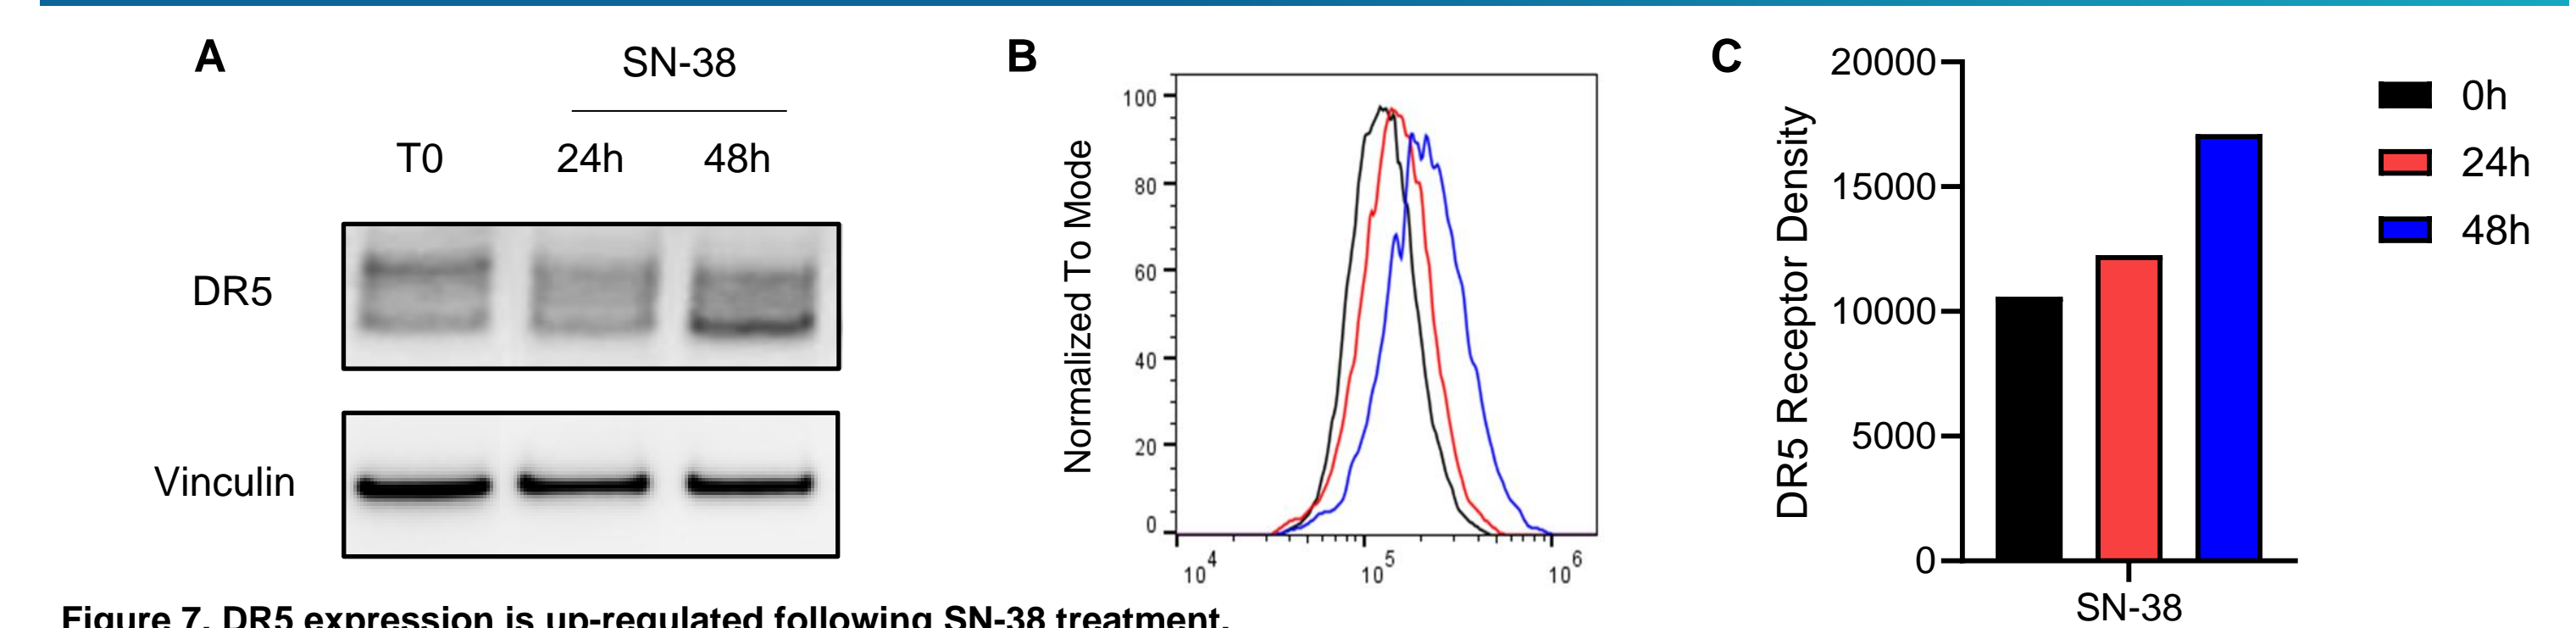 A
SN-38
T0 24h 48h
DR5
Vinculin
B
Normalized To Mode
100
80
60
40
20
0
10^4 10^5 10^6
C
DR5 Receptor Density
20000
15000
10000
5000
0
SN-38
0h
24h
48h
Figure 7. DR5 expression is up-regulated following SN-38 treatment.